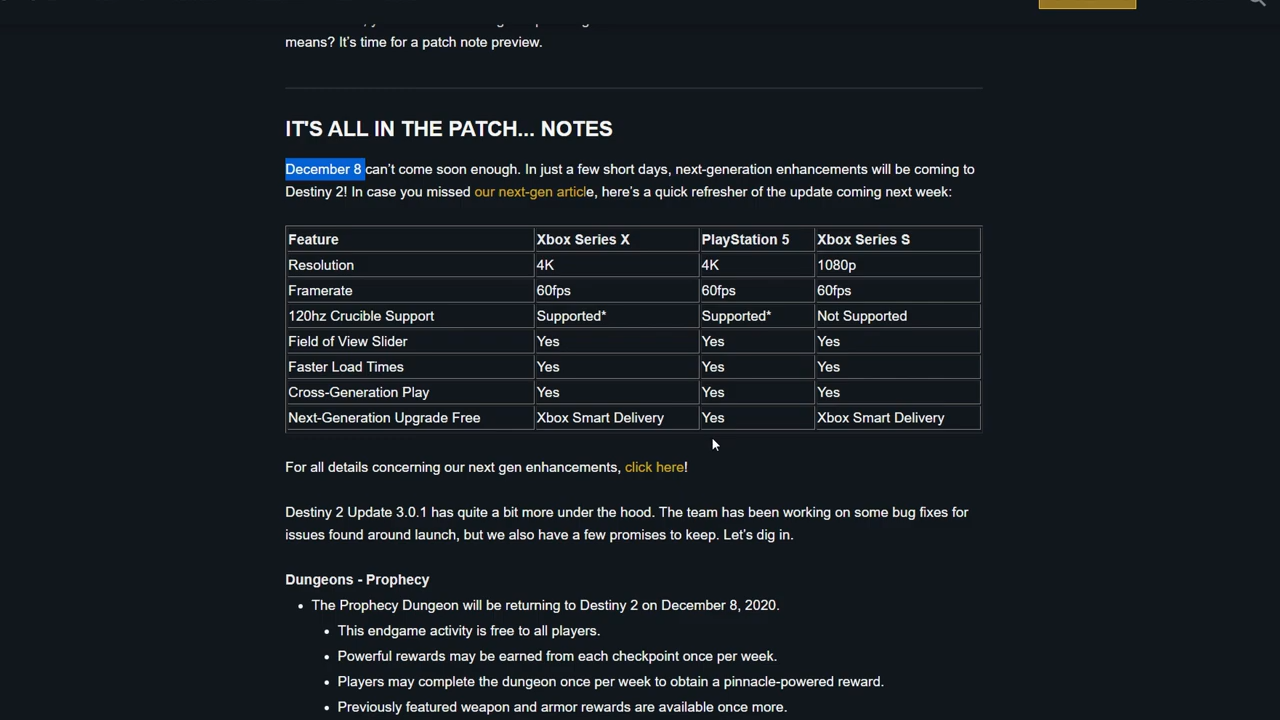 means? It's time for a patch note preview.
IT'S ALL IN THE PATCH... NOTES
December 8 can't come soon enough. In just a few short days, next-generation enhancements will be coming to
Destiny 2! In case you missed our next-gen article, here's a quick refresher of the update coming next week:
Feature Xbox Series X PlayStation 5 Xbox Series S
Resolution 4K 4K 1080p
Framerate 60fps 60fps 60fps
120hz Crucible Support Supported* Supported* Not Supported
Field of View Slider Yes Yes Yes
Faster Load Times Yes Yes Yes
Cross-Generation Play Yes Yes Yes
Next-Generation Upgrade Free Xbox Smart Delivery Yes Xbox Smart Delivery
For all details concerning our next gen enhancements, click here!
Destiny 2 Update 3.0.1 has quite a bit more under the hood. The team has been working on some bug fixes for
issues found around launch, but we also have a few promises to keep. Let's dig in.
Dungeons - Prophecy
• The Prophecy Dungeon will be returning to Destiny 2 on December 8, 2020.
• This endgame activity is free to all players.
• Powerful rewards may be earned from each checkpoint once per week.
• Players may complete the dungeon once per week to obtain a pinnacle-powered reward.
• Previously featured weapon and armor rewards are available once more.